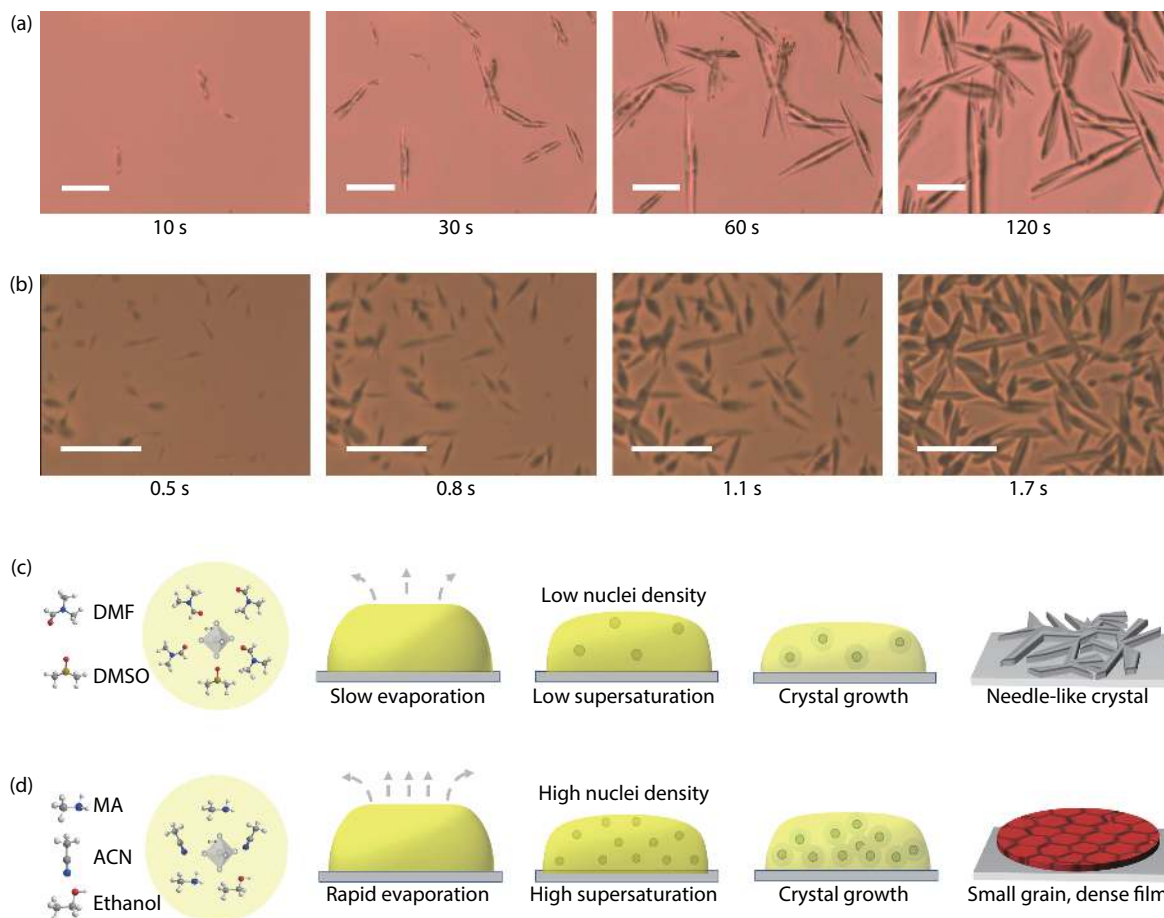 (a)
10 s
30 s
60 s
120 s
(b)
0.5 s
0.8 s
1.1 s
1.7 s
(c)
DMF
DMSO
Slow evaporation
Low nuclei density
Low supersaturation
Crystal growth
Needle-like crystal
(d)
MA
ACN
Ethanol
Rapid evaporation
High nuclei density
High supersaturation
Crystal growth
Small grain, dense film